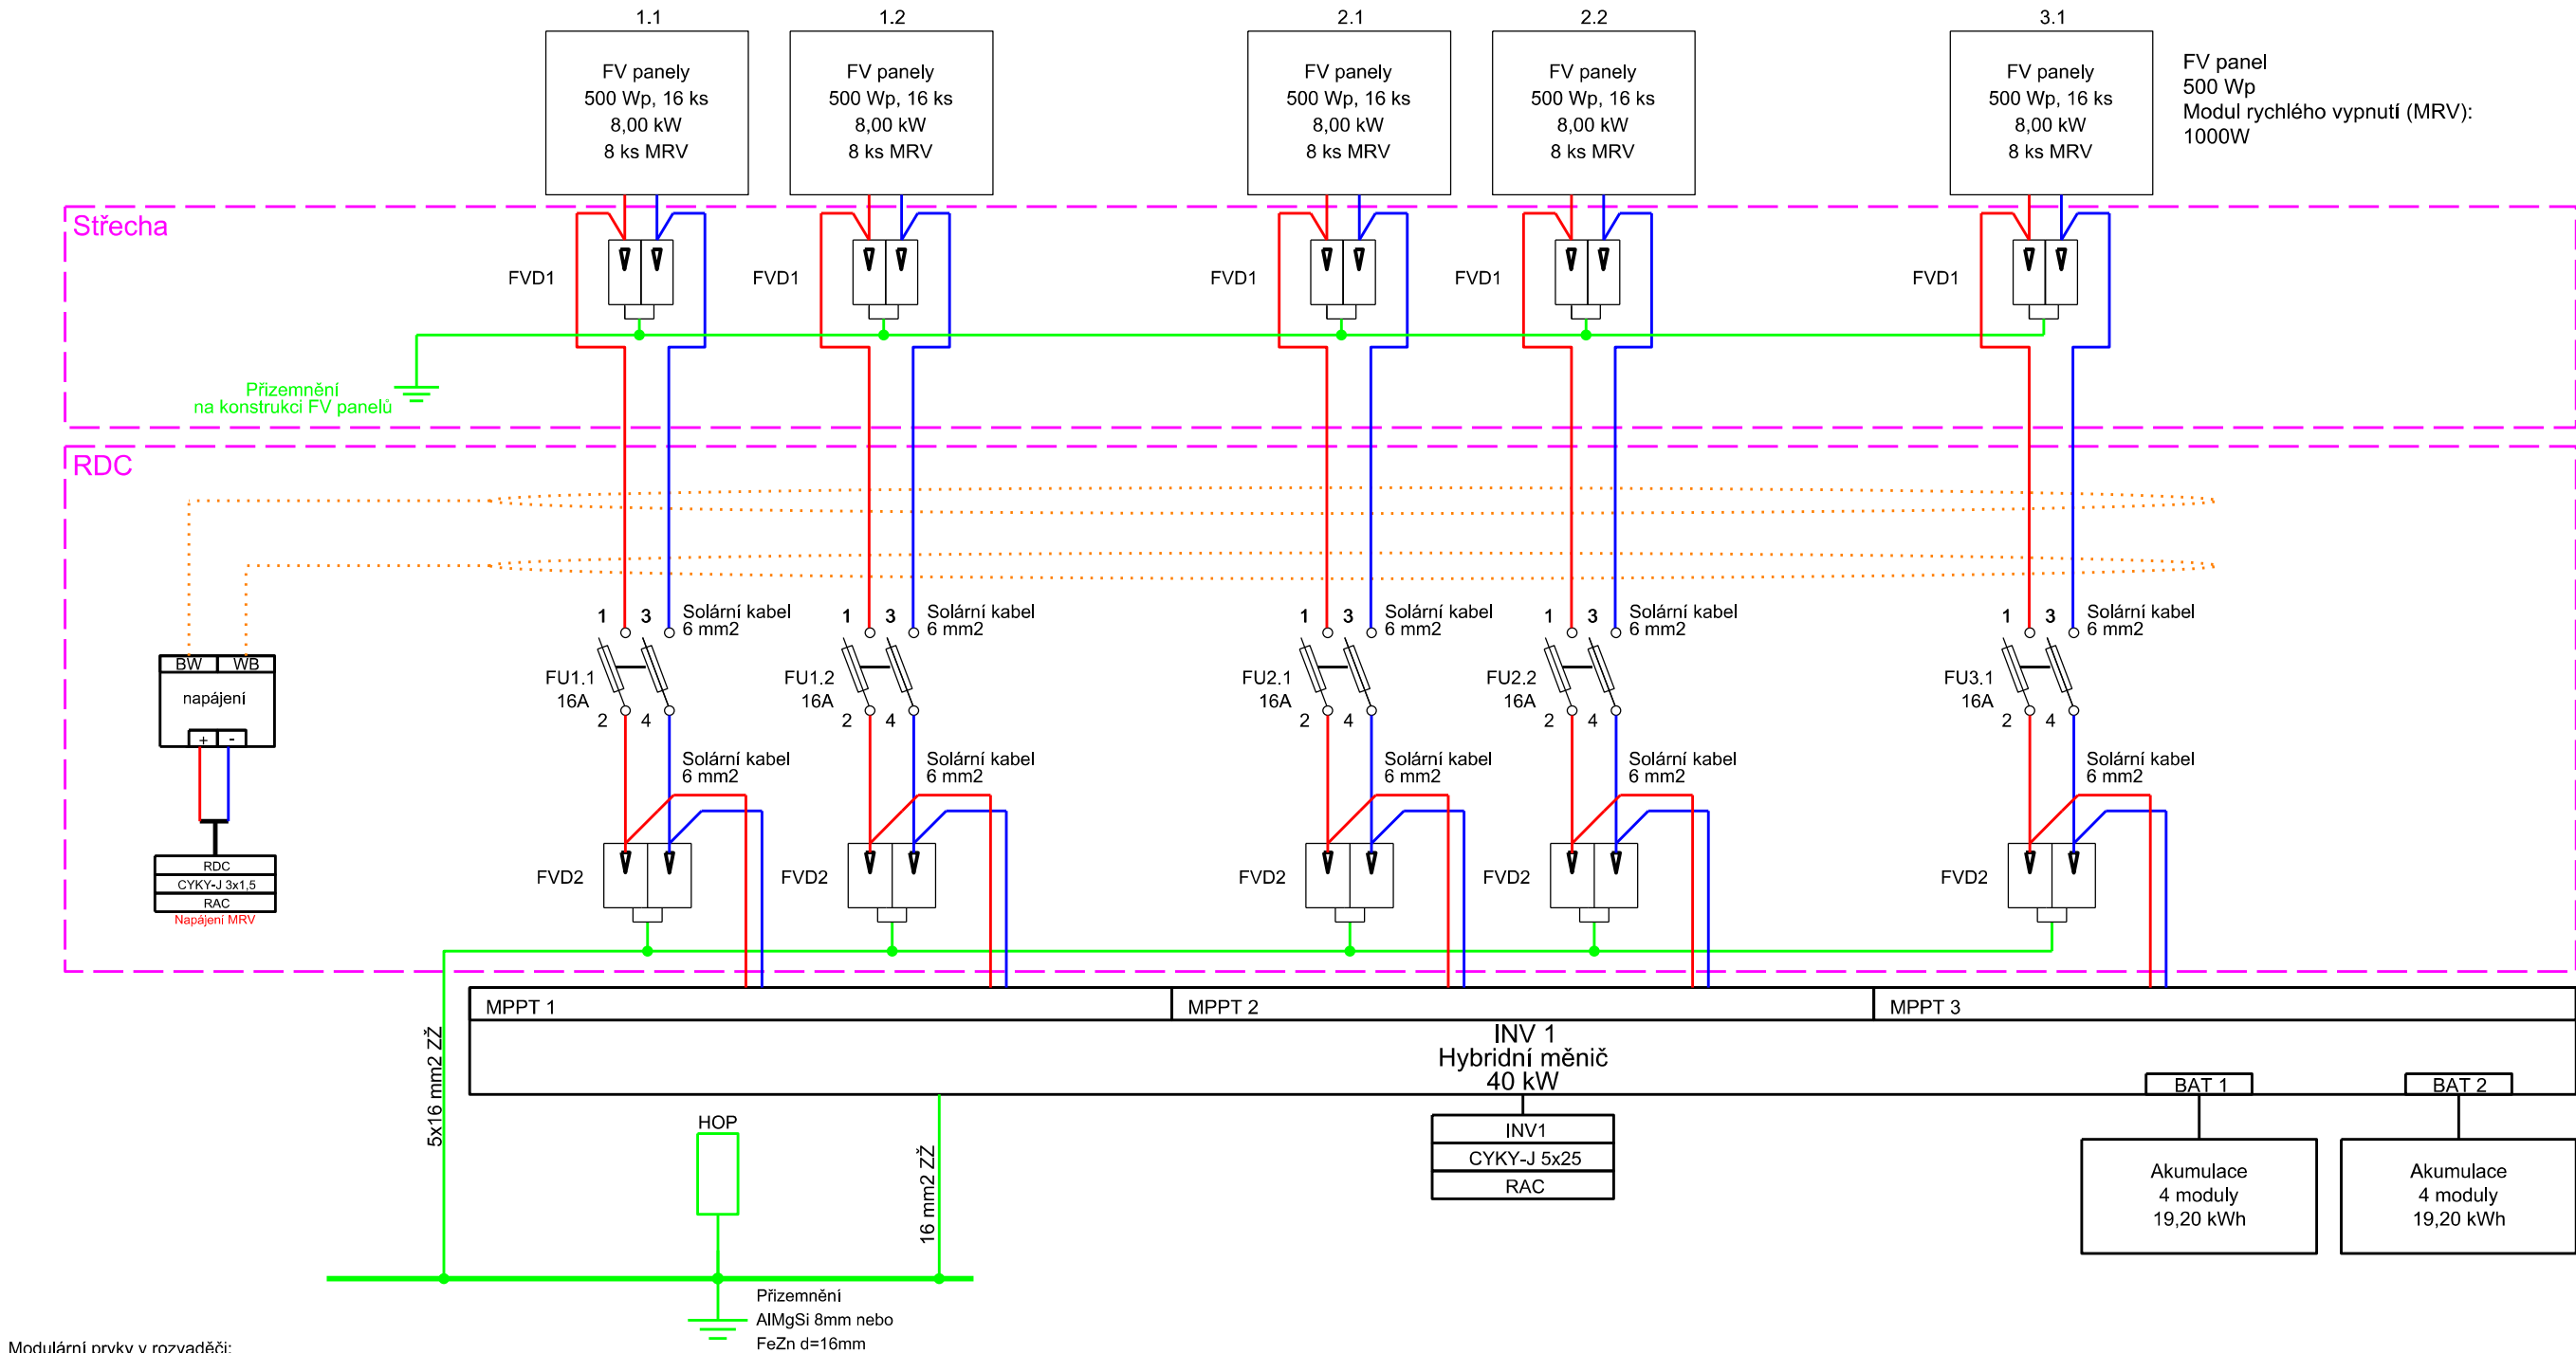 1.1
1.2
2.1
2.2
3.1
FV panely
500 Wp, 16 ks
8,00 kW
8 ks MRV
FV panely
500 Wp, 16 ks
8,00 kW
8 ks MRV
FV panely
500 Wp, 16 ks
8,00 kW
8 ks MRV
FV panely
500 Wp, 16 ks
8,00 kW
8 ks MRV
FV panely
500 Wp, 16 ks
8,00 kW
8 ks MRV
FV panel
500 Wp
Modul rychlého vypnutí (MRV):
1000W
Střecha
FVD1
FVD1
FVD1
FVD1
FVD1
Přizemnění
na konstrukci FV panelů
RDC
1
3
Solární kabel
6 mm2
FU1.1
16A
2
4
Solární kabel
6 mm2
FVD2
1
3
Solární kabel
6 mm2
FU1.2
16A
2
4
Solární kabel
6 mm2
FVD2
1
3
Solární kabel
6 mm2
FU2.1
16A
2
4
Solární kabel
6 mm2
FVD2
1
3
Solární kabel
6 mm2
FU2.2
16A
2
4
Solární kabel
6 mm2
FVD2
1
3
Solární kabel
6 mm2
FU3.1
16A
2
4
Solární kabel
6 mm2
FVD2
BW
WB
napájení
+
-
RDC
CYKY-J 3x1,5
RAC
Napájení MRV
MPPT 1
MPPT 2
MPPT 3
INV 1
Hybridní měnič
40 kW
BAT 1
BAT 2
5x16 mm2 ZŽ
HOP
16 mm2 ZŽ
INV1
CYKY-J 5x25
RAC
Akumulace
4 moduly
19,20 kWh
Akumulace
4 moduly
19,20 kWh
Přizemnění
AlMgSi 8mm nebo
FeZn d=16mm
Modulární prvky v rozvaděči: